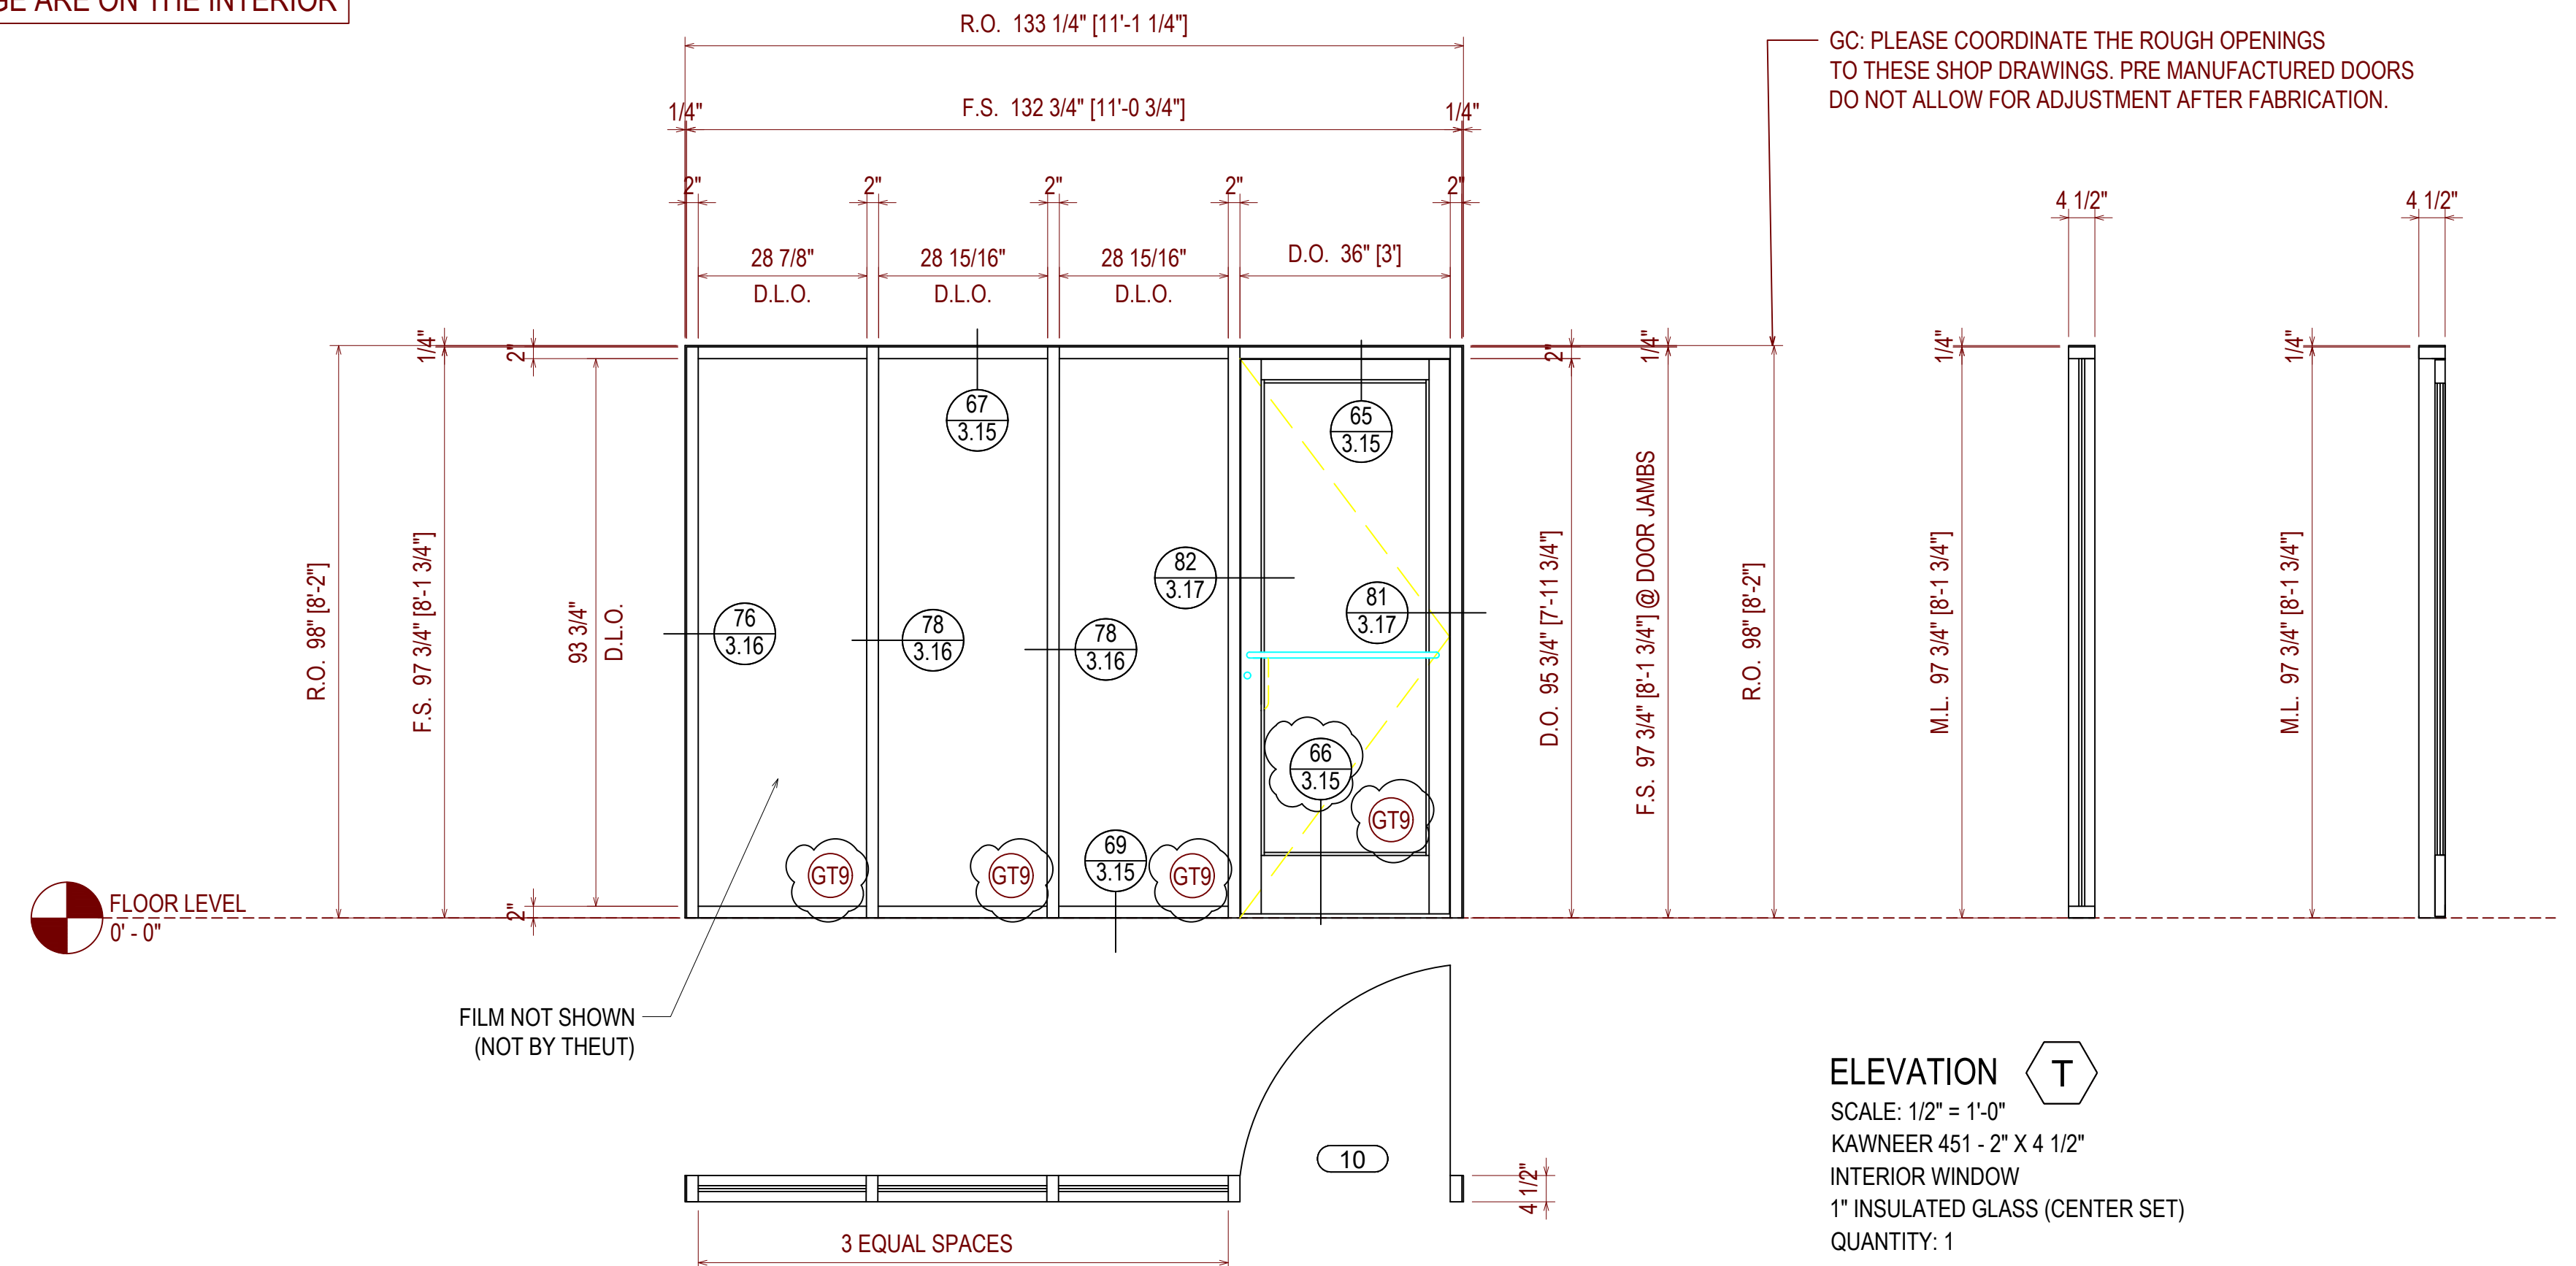 GE ARE ON THE INTERIOR
R.O. 133 1/4" [11'-1 1/4"]
GC: PLEASE COORDINATE THE ROUGH OPENINGS
TO THESE SHOP DRAWINGS. PRE MANUFACTURED DOORS
DO NOT ALLOW FOR ADJUSTMENT AFTER FABRICATION.
1/4" F.S. 132 3/4" [11'-0 3/4"] 1/4"
2" 2" 2" 2" 2"
4 1/2" 4 1/2"
28 7/8" 28 15/16" 28 15/16" D.O. 36" [3']
D.L.O. D.L.O. D.L.O.
1/4" 2" 2" 1/4" 1/4" 1/4"
67
3.15
65
3.15
R.O. 98" [8'-2"]
F.S. 97 3/4" [8'-1 3/4"]
93 3/4"
D.L.O.
76
3.16
78
3.16
78
3.16
82
3.17
81
3.17
D.O. 95 3/4" [7'-11 3/4"]
F.S. 97 3/4" [8'-1 3/4"] @ DOOR JAMBS
R.O. 98" [8'-2"]
M.L. 97 3/4" [8'-1 3/4"]
M.L. 97 3/4" [8'-1 3/4"]
66
3.15
GT9
69
3.15
GT9 GT9 GT9
FLOOR LEVEL
0' - 0"
2"
FILM NOT SHOWN
(NOT BY THEUT)
10
4 1/2"
3 EQUAL SPACES
ELEVATION T
SCALE: 1/2" = 1'-0"
KAWNEER 451 - 2" X 4 1/2"
INTERIOR WINDOW
1" INSULATED GLASS (CENTER SET)
QUANTITY: 1